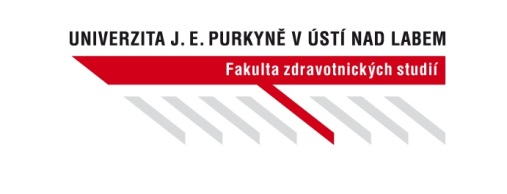 UNIVERZITA J. E. PURKYNĚ V ÚSTÍ NAD LABEM
Fakulta zdravotnických studií